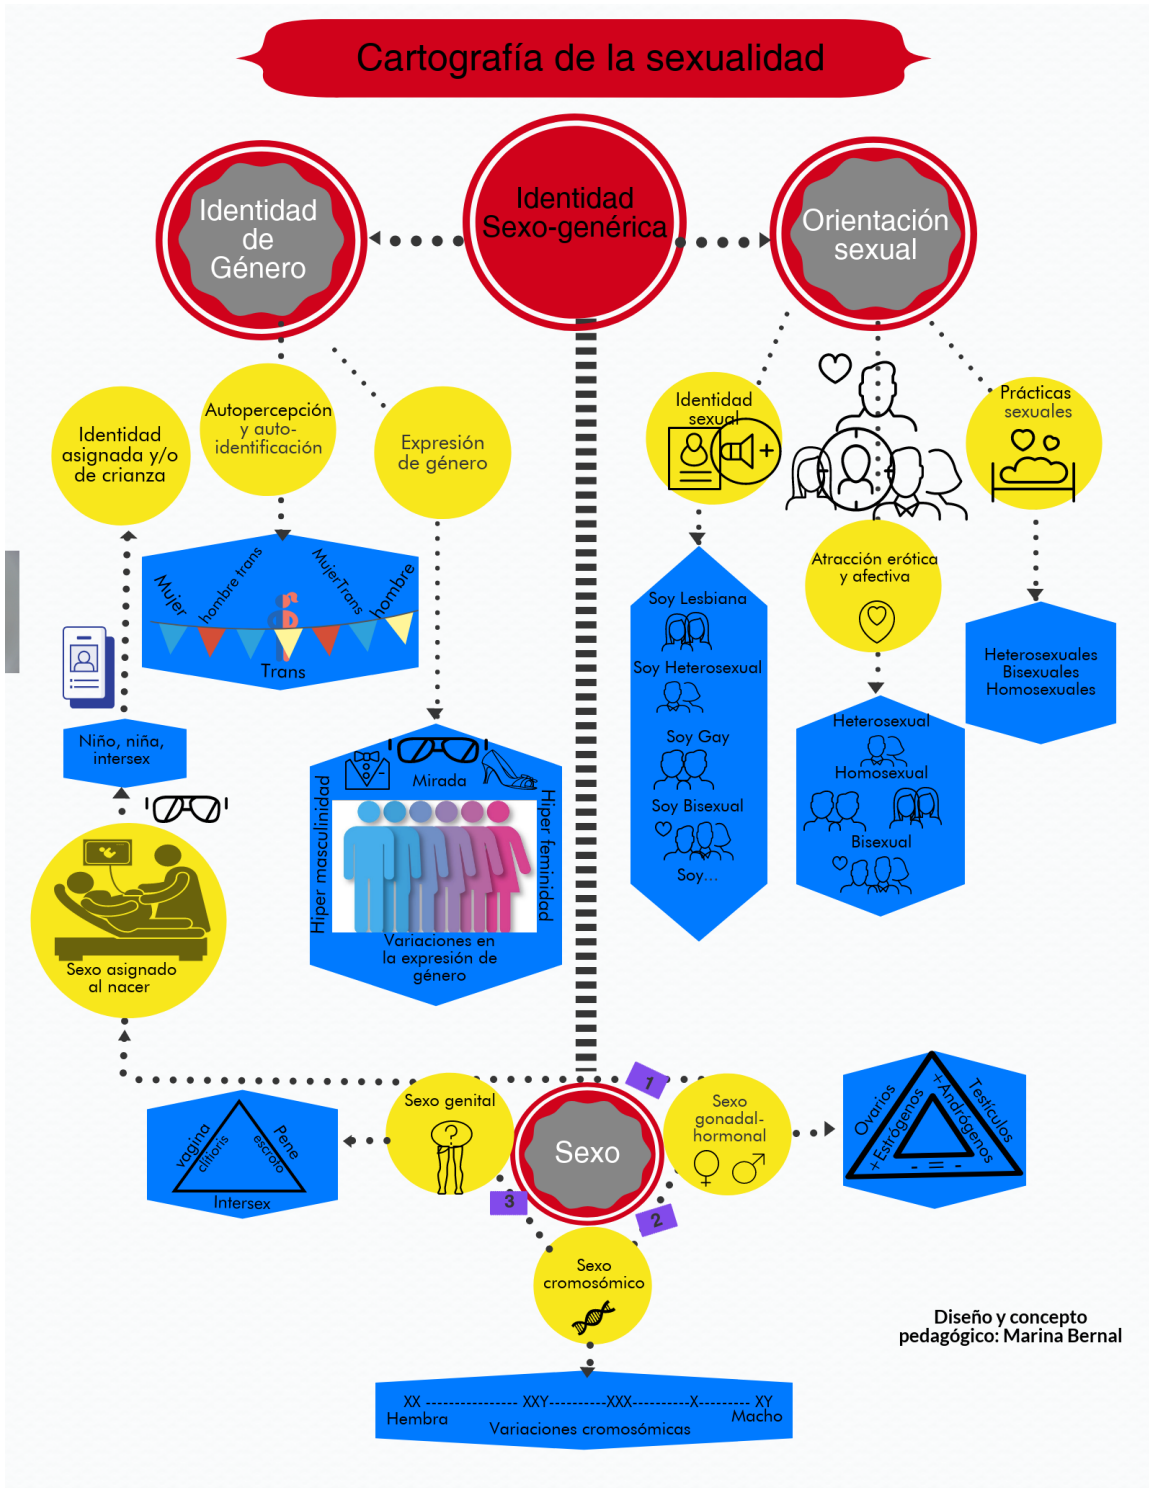 Cartografía de la sexualidad
Identidad
Sexo-genérica
Identidad
de
Género
Orientación
sexual
Identidad
asignada y/o
de crianza
Autopercepción
y auto-
identificación
Expresión
de género
Identidad
sexual
Prácticas
sexuales
Atracción erótica
y afectiva
Mujer
hombre trans
MujerTrans
hombre
Trans
Niño, niña,
intersex
Mirada
Hiper masculinidad
Hiper feminidad
Variaciones en
la expresión de
género
Soy Lesbiana
Soy Heterosexual
Soy Gay
Soy Bisexual
Soy...
Heterosexual
Homosexual
Bisexual
Heterosexuales
Bisexuales
Homosexuales
Sexo asignado
al nacer
Sexo
1
2
3
Sexo genital
?
vagina
clitioris
Pene
escroto
Intersex
Sexo
gonadal-
hormonal
Ovarios
+Estrógenos
Testículos
+Andrógenos
- = -
Sexo
cromosómico
XX ---------------- XXY----------XXX----------X--------- XY
Hembra
Macho
Variaciones cromosómicas
Diseño y concepto
pedagógico: Marina Bernal